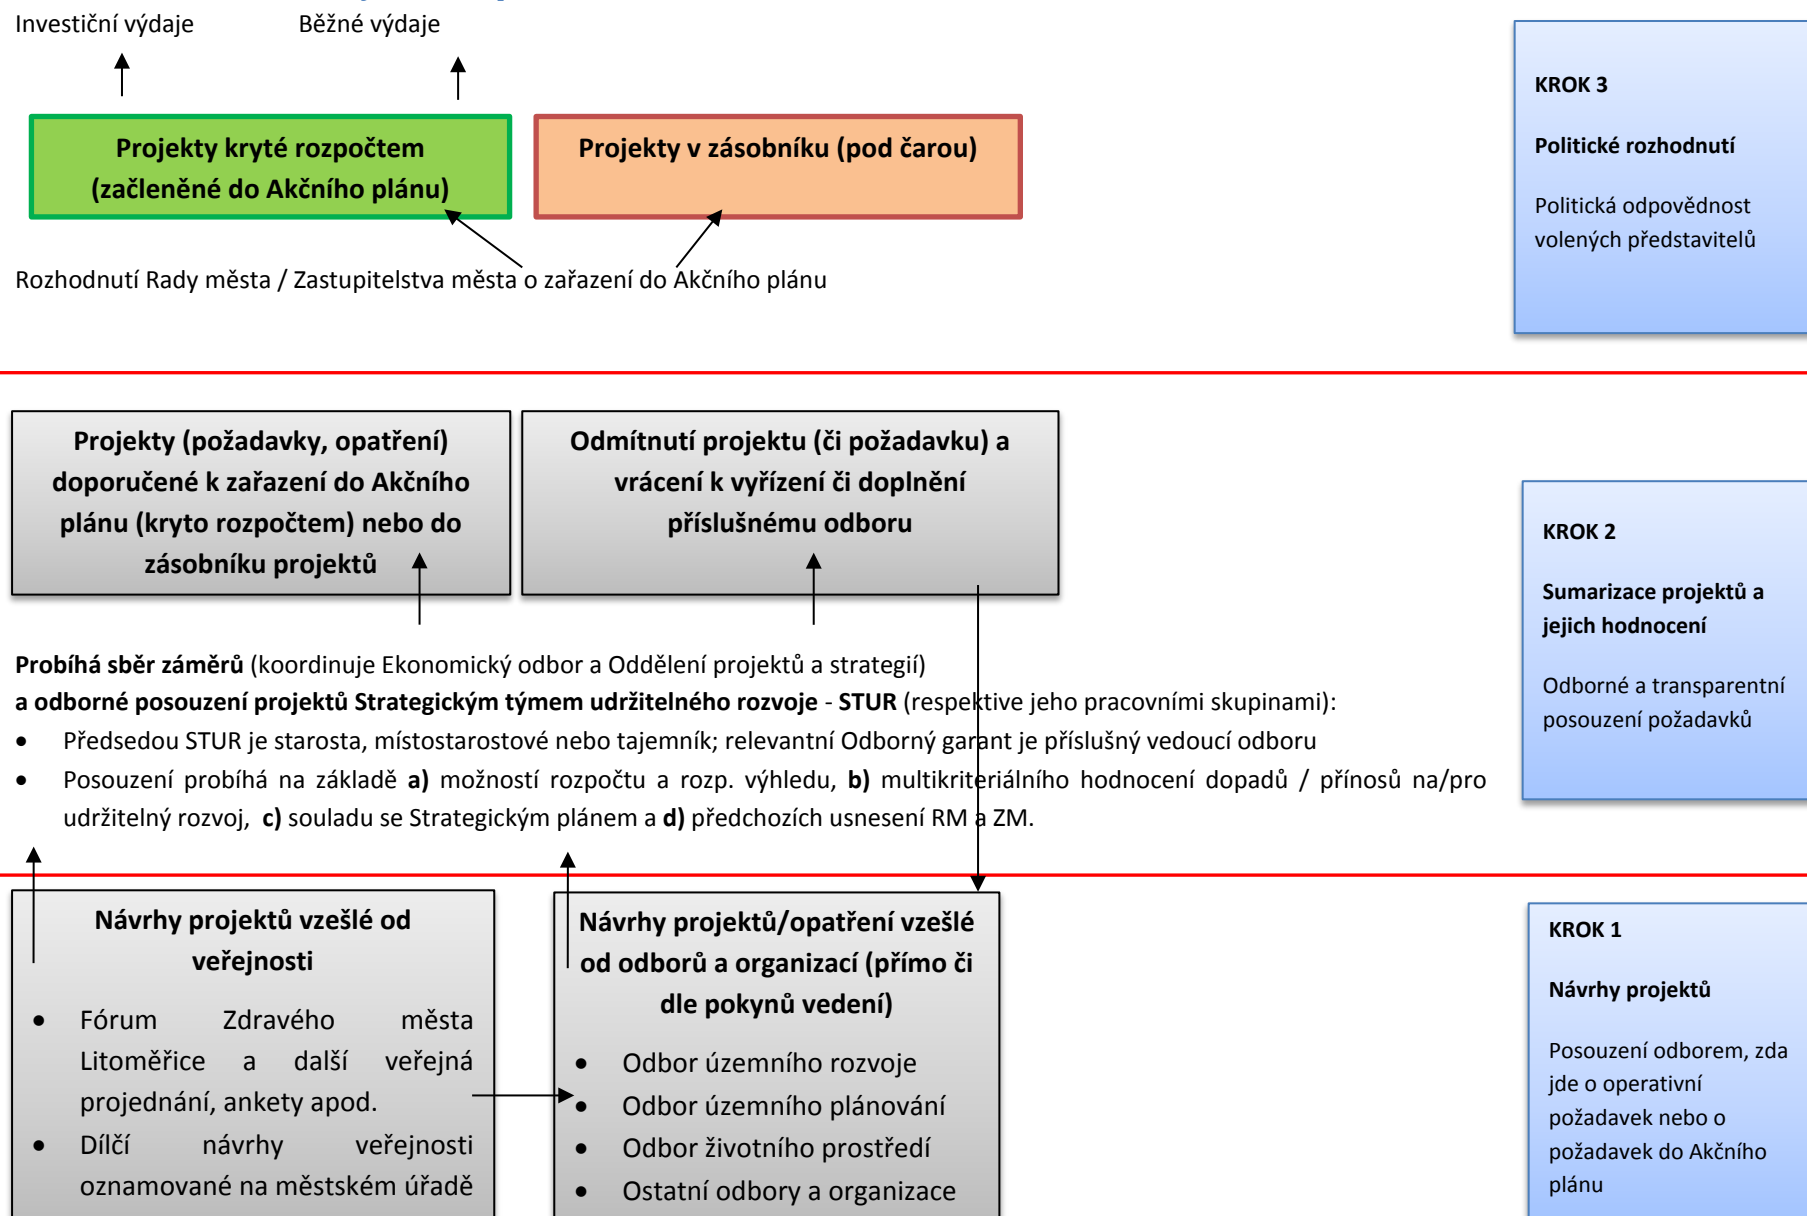 Investiční výdaje
Běžné výdaje
Projekty kryté rozpočtem
(začleněné do Akčního plánu)
Projekty v zásobníku (pod čarou)
Rozhodnutí Rady města / Zastupitelstva města o zařazení do Akčního plánu
KROK 3
Politické rozhodnutí
Politická odpovědnost
volených představitelů
Projekty (požadavky, opatření)
doporučené k zařazení do Akčního
plánu (kryto rozpočtem) nebo do
zásobníku projektů
Odmítnutí projektu (či požadavku) a
vrácení k vyřízení či doplnění
příslušnému odboru
Probíhá sběr záměrů (koordinuje Ekonomický odbor a Oddělení projektů a strategií)
a odborné posouzení projektů Strategickým týmem udržitelného rozvoje - STUR (respektive jeho pracovními skupinami):
• Předsedou STUR je starosta, místostarostové nebo tajemník; relevantní Odborný garant je příslušný vedoucí odboru
• Posouzení probíhá na základě a) možností rozpočtu a rozp. výhledu, b) multikriteriálního hodnocení dopadů / přínosů na/pro
udržitelný rozvoj, c) souladu se Strategickým plánem a d) předchozích usnesení RM a ZM.
KROK 2
Sumarizace projektů a
jejich hodnocení
Odborné a transparentní
posouzení požadavků
Návrhy projektů vzešlé od
veřejnosti
• Fórum Zdravého města
Litoměřice a další veřejná
projednání, ankety apod.
• Dílčí návrhy veřejnosti
oznamované na městském úřadě
Návrhy projektů/opatření vzešlé
od odborů a organizací (přímo či
dle pokynů vedení)
• Odbor územního rozvoje
• Odbor územního plánování
• Odbor životního prostředí
• Ostatní odbory a organizace
KROK 1
Návrhy projektů
Posouzení odborem, zda
jde o operativní
požadavek nebo o
požadavek do Akčního
plánu